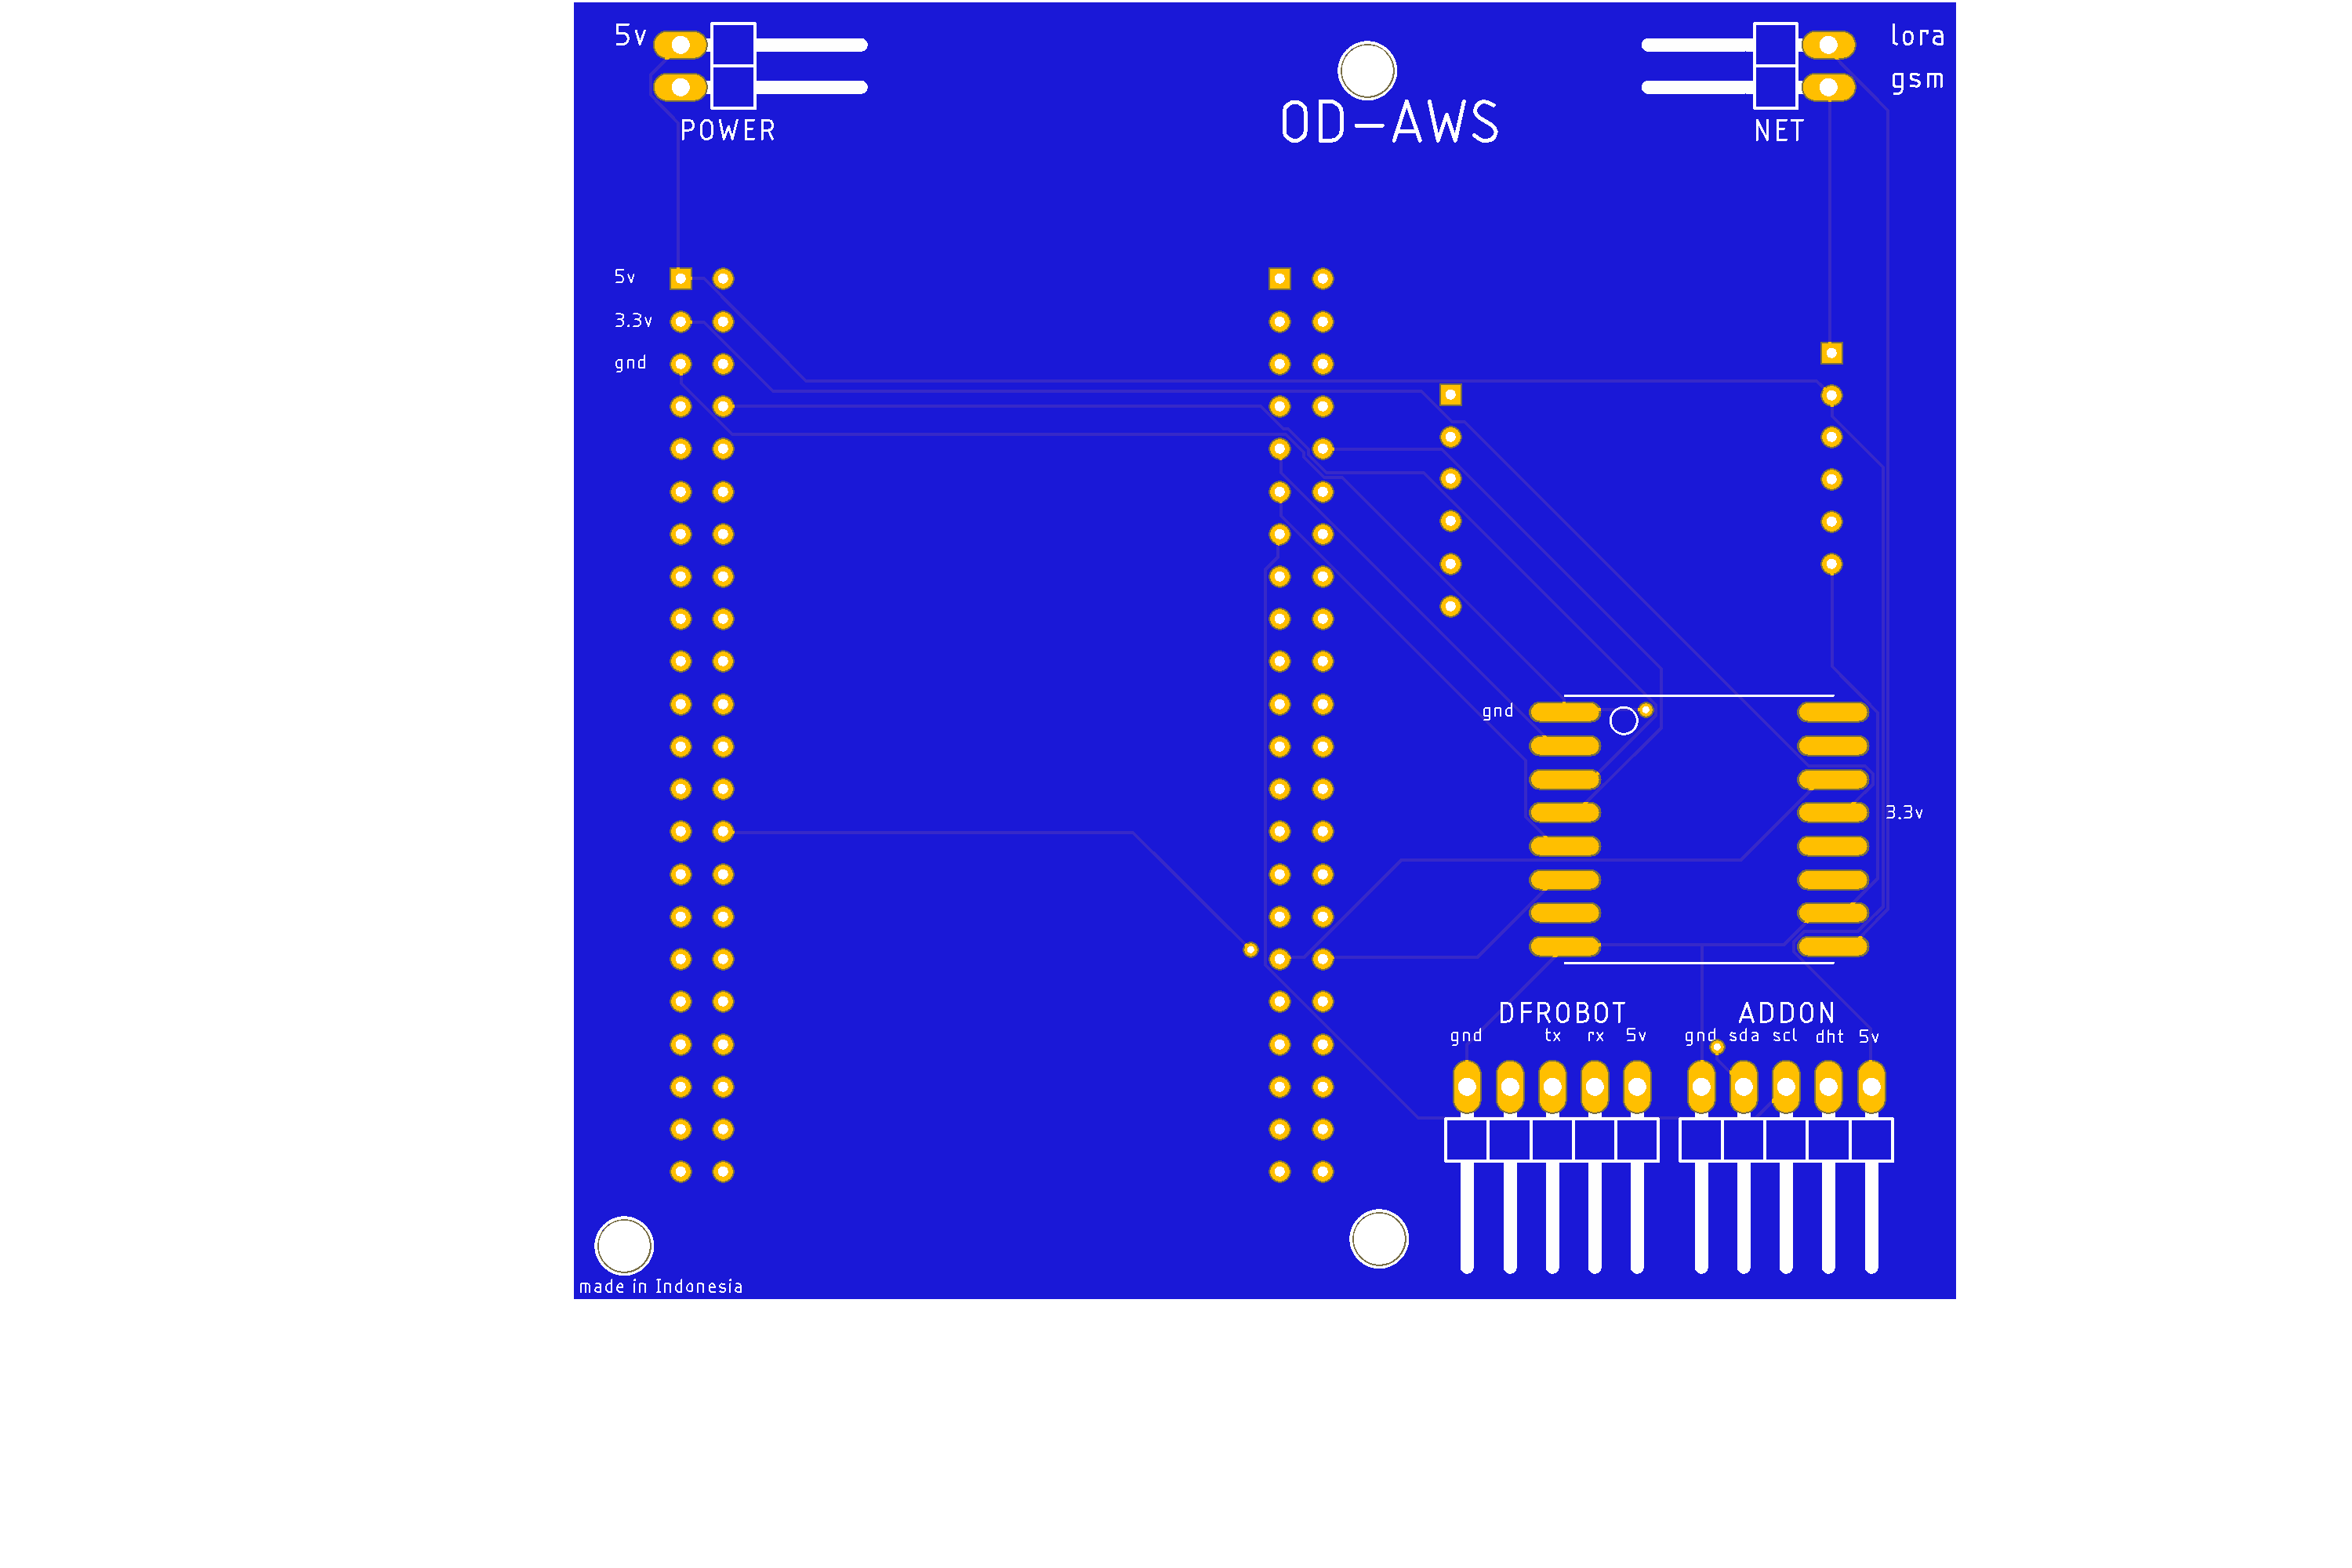 5v
lora
gsm
OD-AWS
POWER
NET
5v
3.3v
gnd
gnd
3.3v
DFROBOT ADDON
gnd tx rx 5v gnd sda scl dht 5v
made in Indonesia